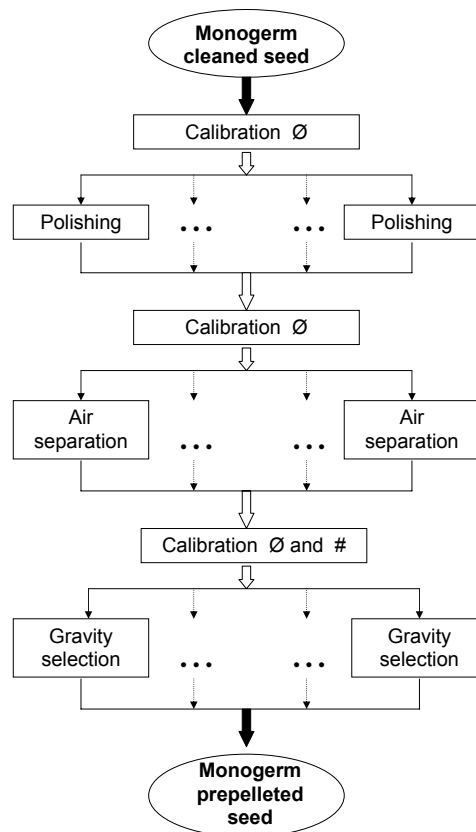 Monogerm
cleaned seed
Calibration Ø
Polishing
... ...
Polishing
Calibration Ø
Air
separation
... ...
Air
separation
Calibration Ø and #
Gravity
selection
... ...
Gravity
selection
Monogerm
prepelleted
seed